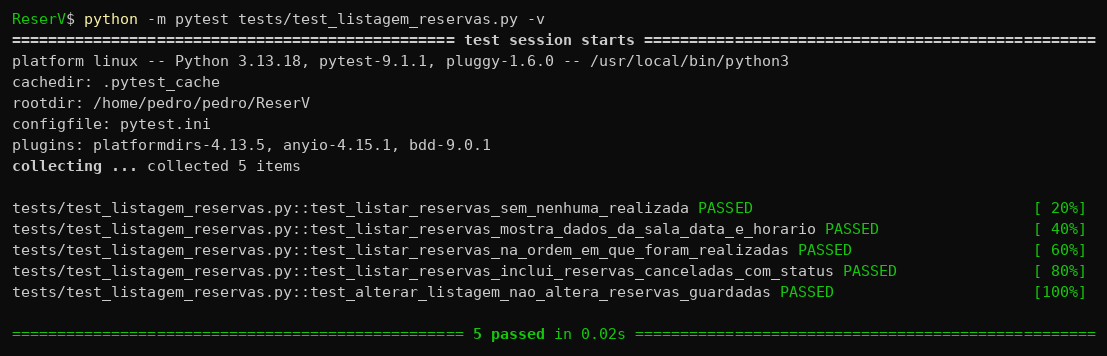 ReserV$ python -m pytest tests/test_listagem_reservas.py -v
================================================= test session starts ==================================================
platform linux -- Python 3.13.18, pytest-9.1.1, pluggy-1.6.0 -- /usr/local/bin/python3
cachedir: .pytest_cache
rootdir: /home/pedro/pedro/ReserV
configfile: pytest.ini
plugins: platformdirs-4.13.5, anyio-4.15.1, bdd-9.0.1
collecting ... collected 5 items
tests/test_listagem_reservas.py::test_listar_reservas_sem_nenhuma_realizada PASSED [ 20%]
tests/test_listagem_reservas.py::test_listar_reservas_mostra_dados_da_sala_data_e_horario PASSED [ 40%]
tests/test_listagem_reservas.py::test_listar_reservas_na_ordem_em_que_foram_realizadas PASSED [ 60%]
tests/test_listagem_reservas.py::test_listar_reservas_inclui_reservas_canceladas_com_status PASSED [ 80%]
tests/test_listagem_reservas.py::test_alterar_listagem_nao_altera_reservas_guardadas PASSED [100%]
================================================== 5 passed in 0.02s ===================================================